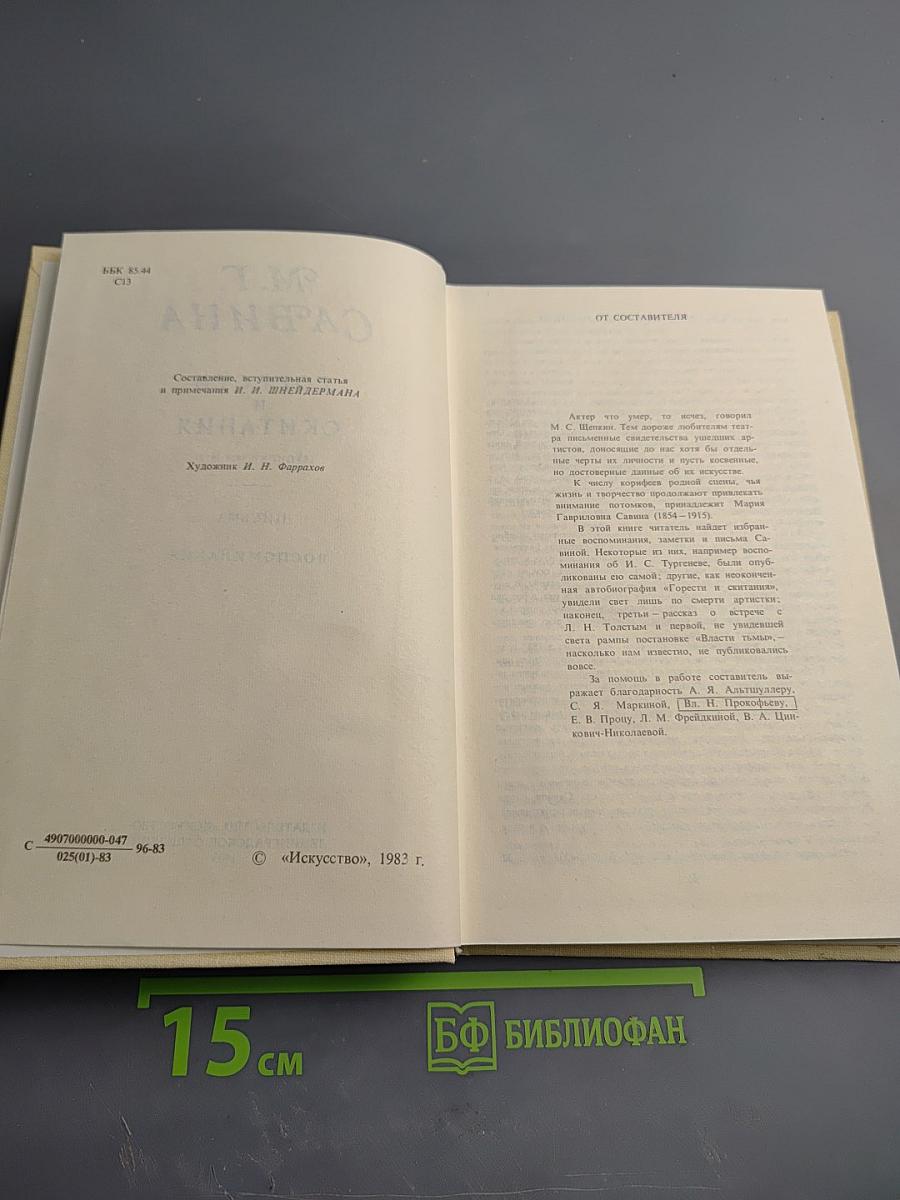 ББК 85.44
С13
Составление, вступительная статья
и примечания И. И. ШНЕЙДЕРМАНА
Художник И. Н. Фаррахов
С 4907000000-047 96-83
025(01)-83
© «Искусство», 1983 г.
ОТ СОСТАВИТЕЛЯ
Актер что умер, то исчез, говорил
М. С. Щепкин. Тем дороже любителям теат-
ра письменные свидетельства ушедших ар-
тистов, доносящие до нас хотя бы отдель-
ные черты их личности и пусть косвенные,
но достоверные данные об их искусстве.
К числу корифеев родной сцены, чья
жизнь и творчество продолжают привлекать
внимание потомков, принадлежит Мария
Гавриловна Савина (1854—1915).
В этой книге читатель найдет избран-
ные воспоминания, заметки и письма Са-
виной. Некоторые из них, например воспо-
минания об И. С. Тургеневе, были опуб-
ликованы ею самой; другие, как неокончен-
ная автобиография «Горести и скитания»,
увидели свет лишь по смерти артистки;
наконец, третьи — рассказ о встрече с
Л. Н. Толстым и первой, не увидевшей
света рампы постановке «Власти тьмы», —
насколько нам известно, не публиковались
вовсе.
За помощь в работе составитель вы-
ражает благодарность А. Я. Альтшуллеру,
С. Я. Маркиной, Вл. Н. Прокофьеву,
Е. В. Процу, Л. М. Фрейдкиной, В. А. Цин-
кович-Николаевой.
15 см
БФ БИБЛИОФАН